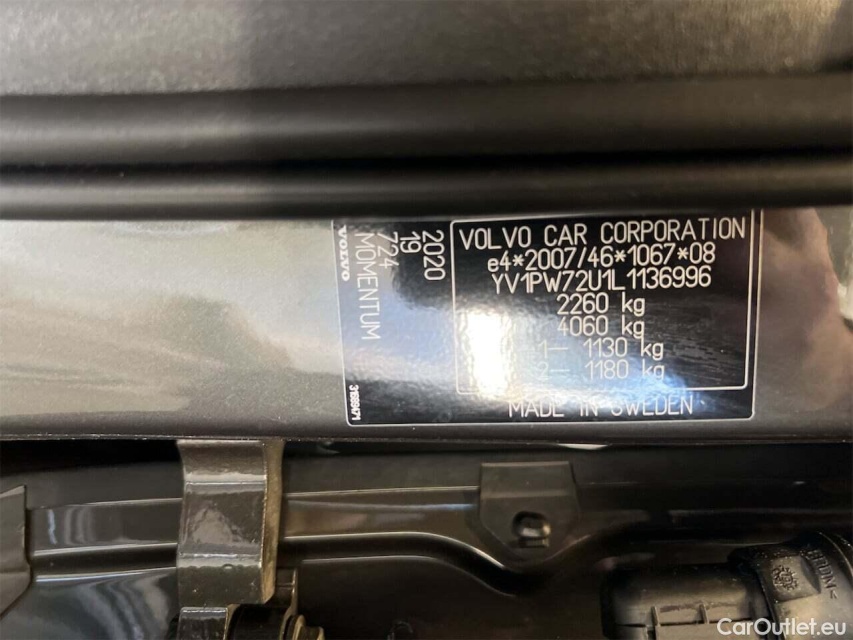 VOLVO CAR CORPORATION
e4*2007/46*1067*08
YV1PW72U1L1136996
2260 kg
4060 kg
1— 1130 kg
2— 1180 kg
MADE IN SWEDEN
2020
19
724
MOMENTUM
VOLVO
31699471
CarOutlet.eu